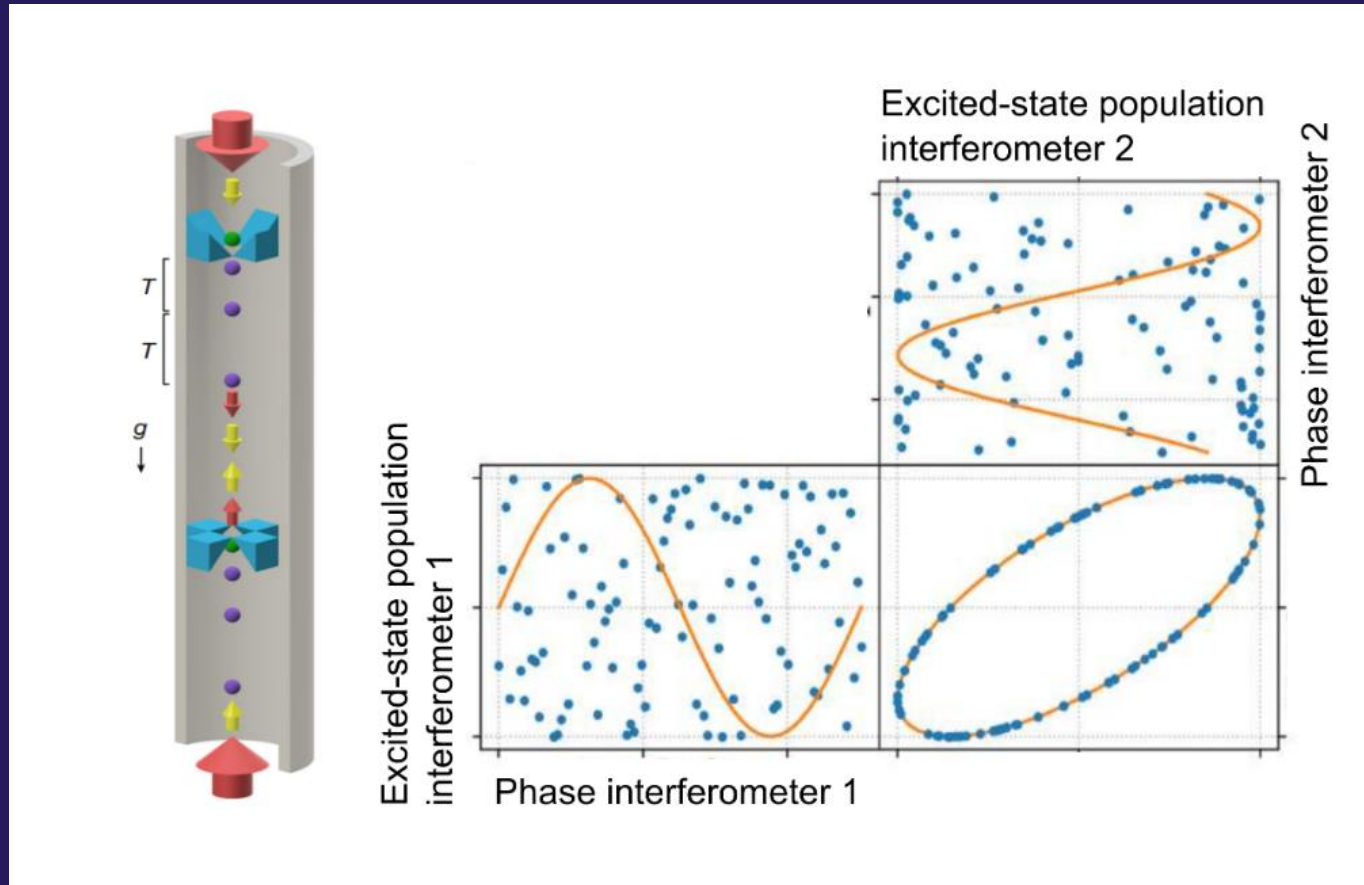 T
T
g
Excited-state population
interferometer 1
Phase interferometer 1
Excited-state population
interferometer 2
Phase interferometer 2